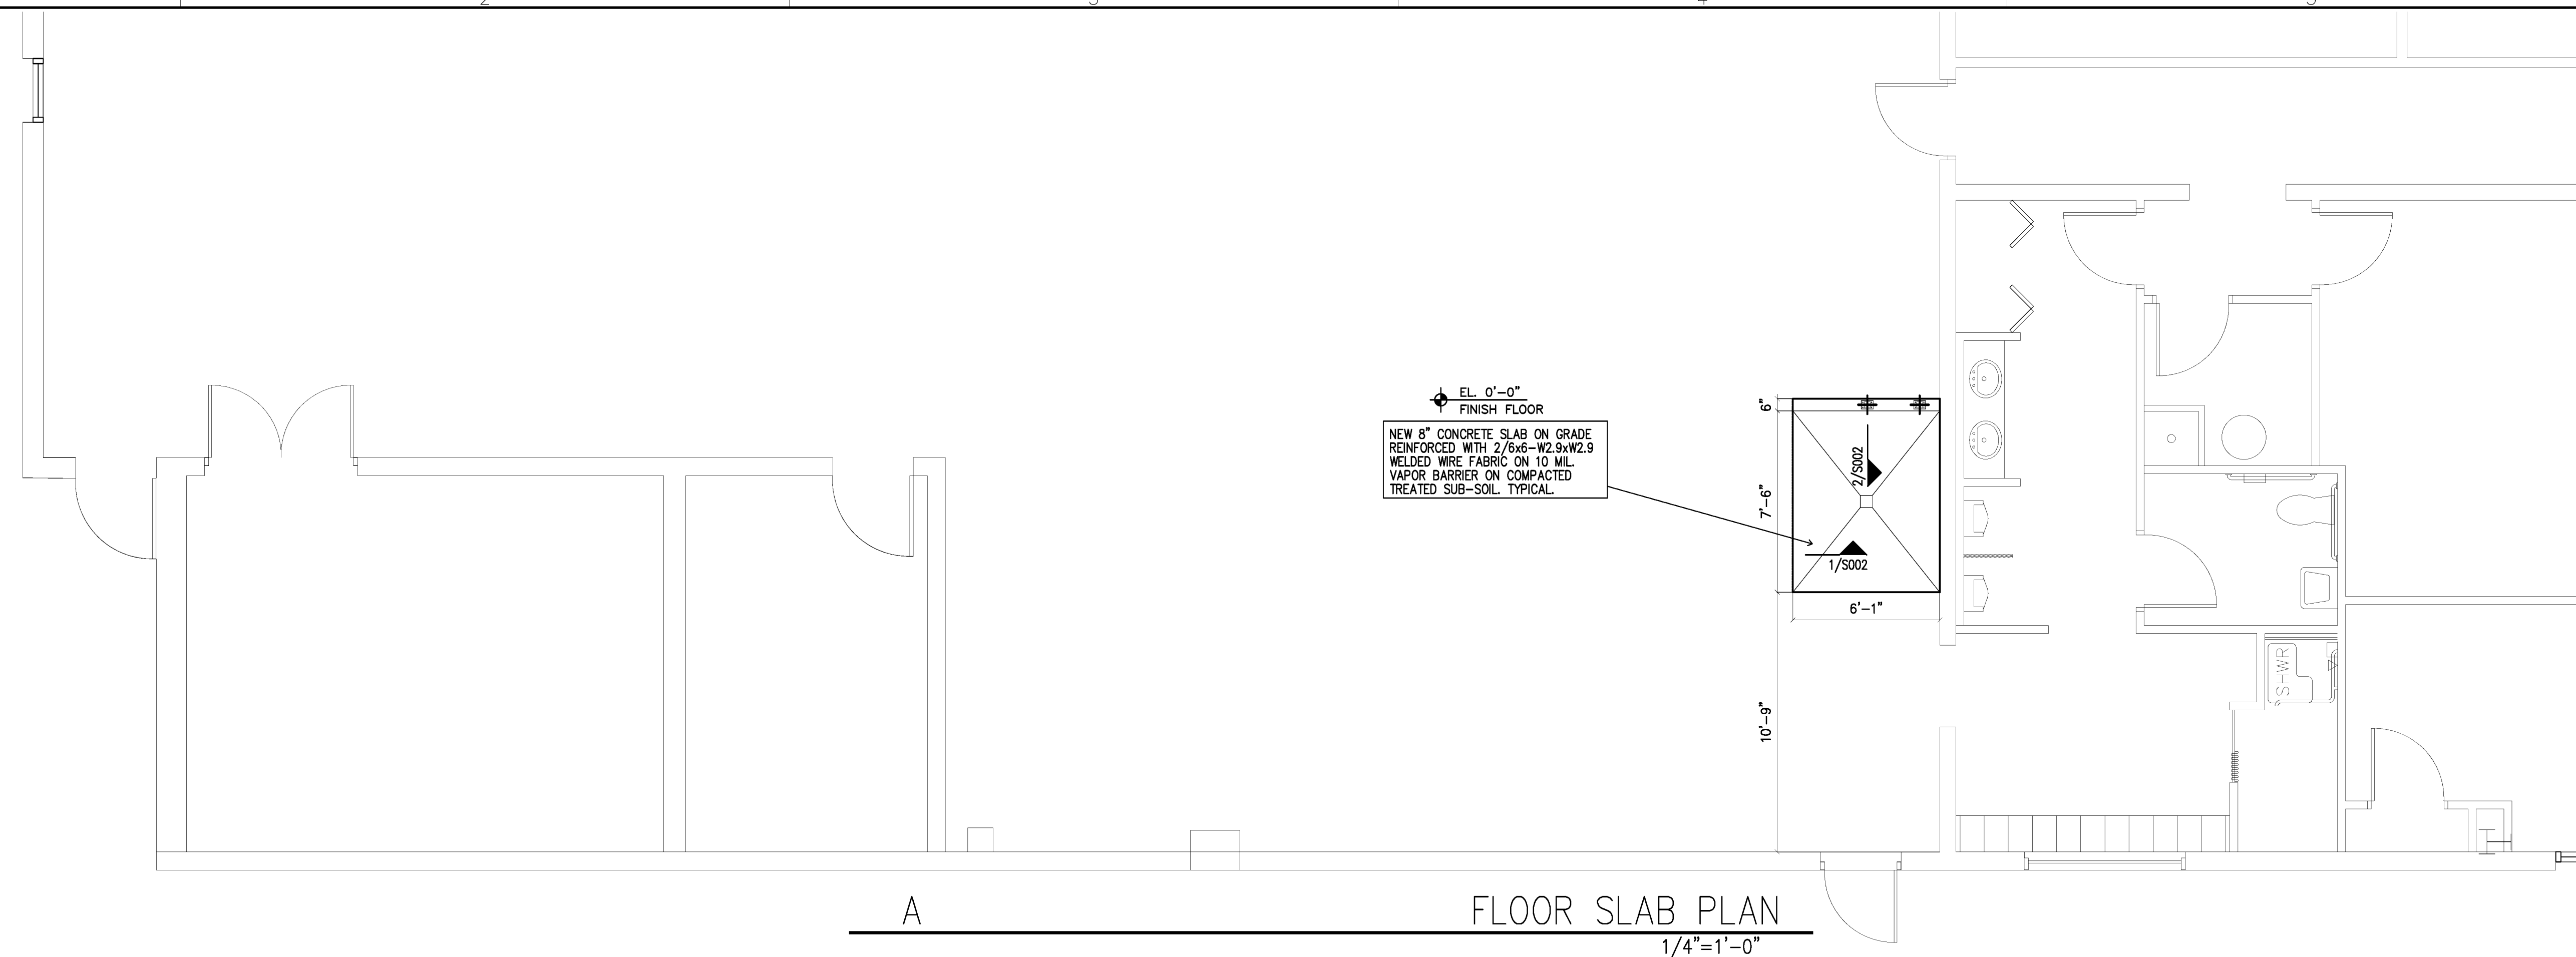 EL. 0'-0"
FINISH FLOOR
NEW 8" CONCRETE SLAB ON GRADE
REINFORCED WITH 2/6x6-W2.9xW2.9
WELDED WIRE FABRIC ON 10 MIL.
VAPOR BARRIER ON COMPACTED
TREATED SUB-SOIL. TYPICAL.
6"
7'-6"
2/S002
1/S002
6'-1"
10'-9"
SHWR
A
FLOOR SLAB PLAN
1/4"=1'-0"